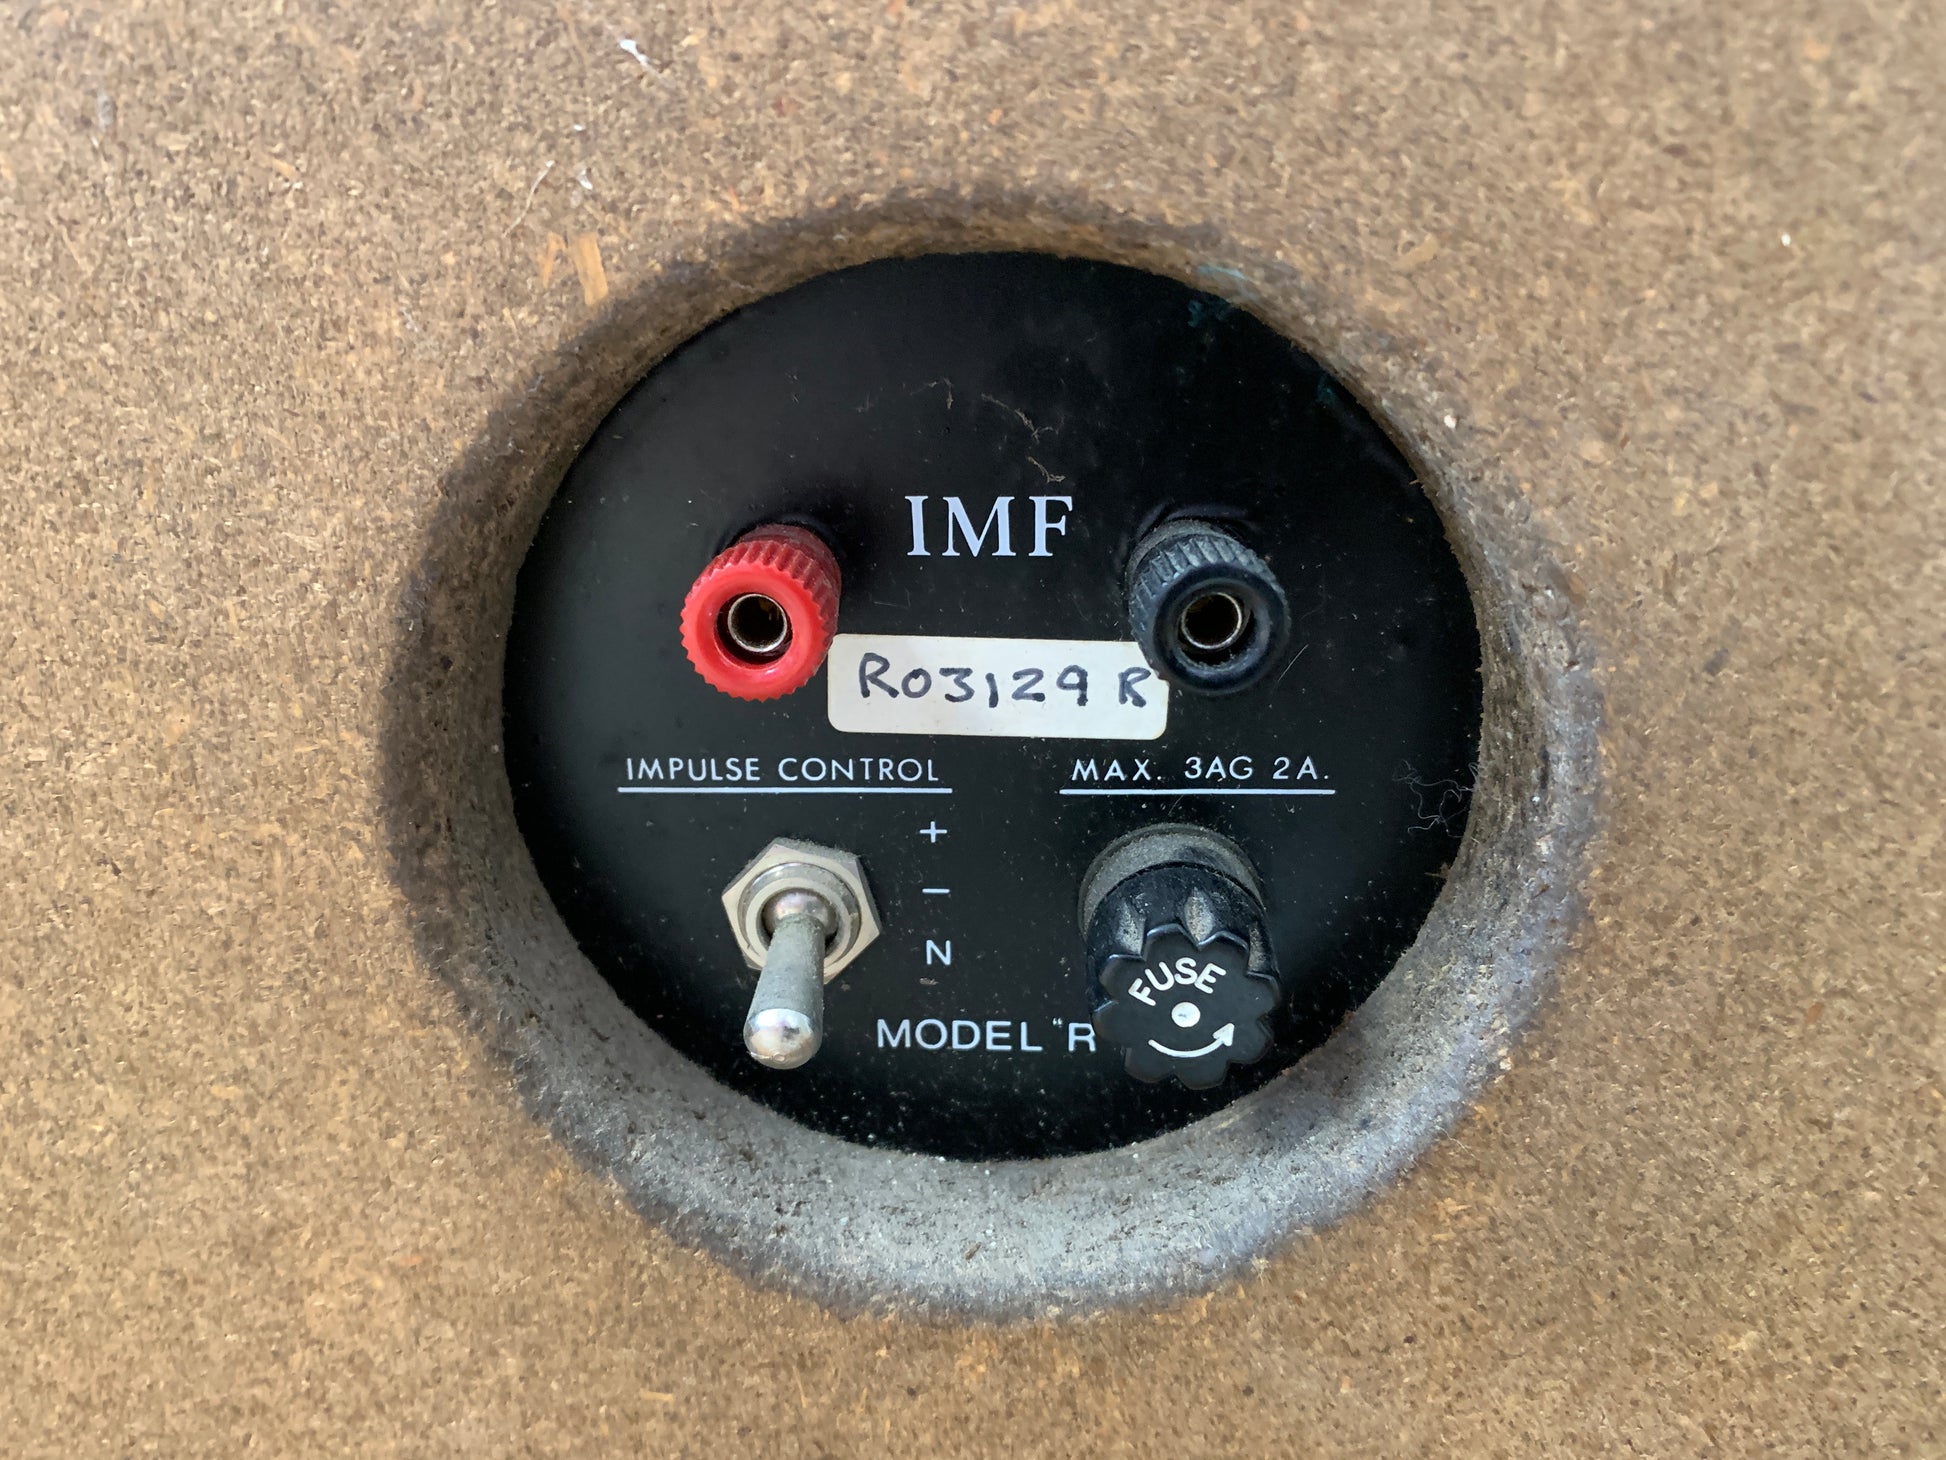 IMF
R03129 R
IMPULSE CONTROL
MAX. 3AG 2A.
+
–
N
FUSE
MODEL "R